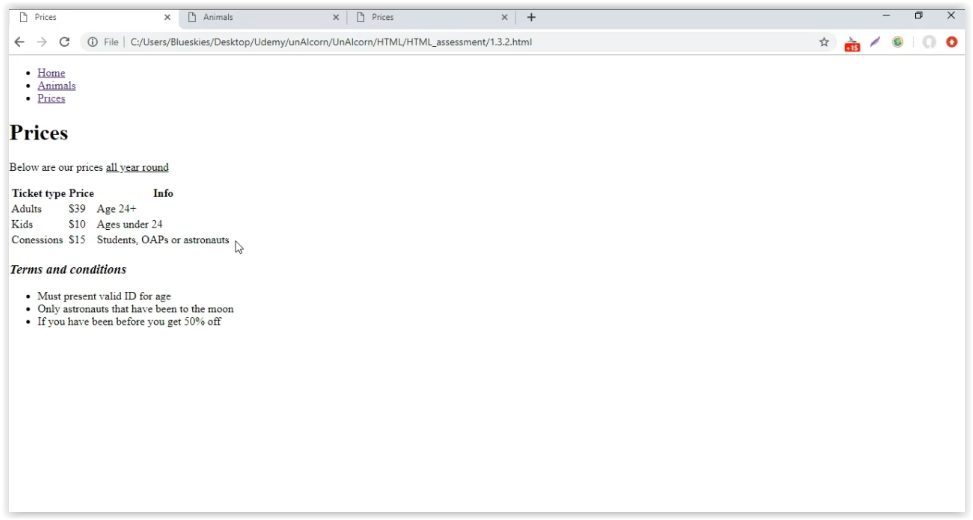 Prices
Animals
Prices
File | C:/Users/Blueskies/Desktop/Udemy/unAIcorn/UnAIcorn/HTML/HTML_assessment/1.3.2.html
+15
Home
Animals
Prices
Prices
Below are our prices all year round
Ticket type Price Info
Adults $39 Age 24+
Kids $10 Ages under 24
Conessions $15 Students, OAPs or astronauts
Terms and conditions
Must present valid ID for age
Only astronauts that have been to the moon
If you have been before you get 50% off